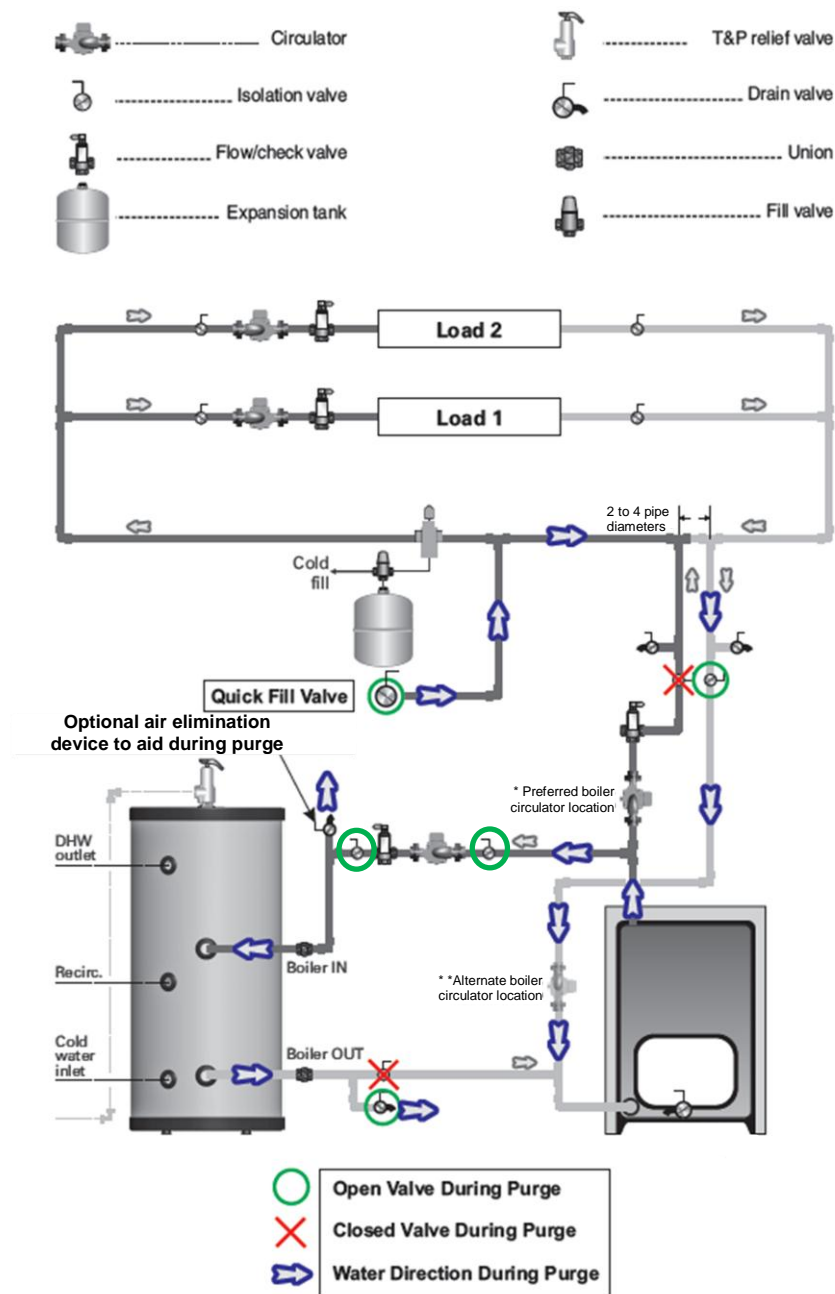 Circulator
T&P relief valve
Isolation valve
Drain valve
Flow/check valve
Union
Expansion tank
Fill valve
Load 2
Load 1
2 to 4 pipe
diameters
Cold
fill
Quick Fill Valve
Optional air elimination
device to aid during purge
* Preferred boiler
circulator location
DHW
outlet
Boiler IN
Recirc.
* *Alternate boiler
circulator location
Cold
water
inlet
Boiler OUT
Open Valve During Purge
Closed Valve During Purge
Water Direction During Purge